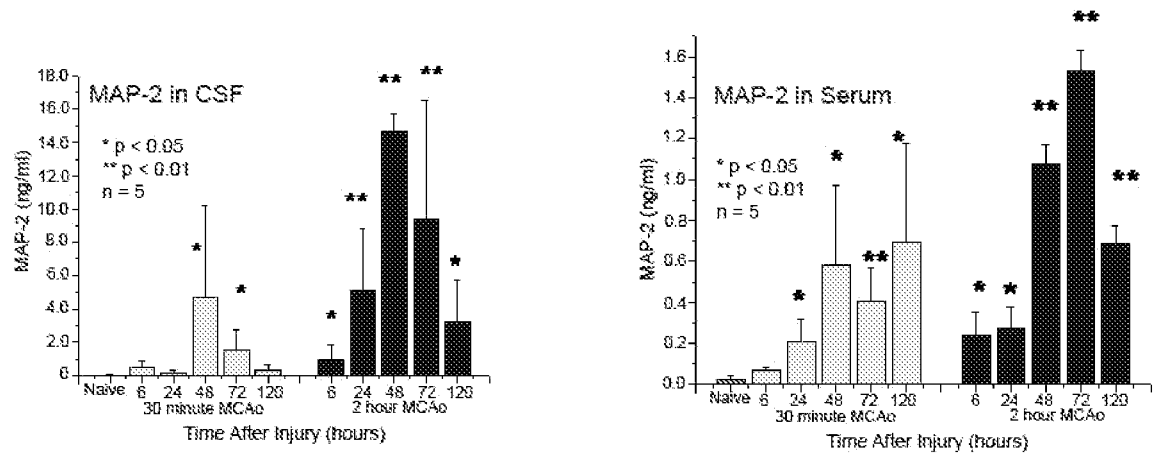 MAP-2 in CSF
* p < 0.05
** p < 0.01
n = 5
MAP-2 (ng/ml)
18.0
16.0
14.0
12.0
10.0
8.0
6.0
4.0
2.0
0
* * * ** ** ** *
Naive 6 24 48 72 120 6 24 48 72 120
30 minute MCAo 2 hour MCAo
Time After Injury (hours)
MAP-2 in Serum
* p < 0.05
** p < 0.01
n = 5
MAP-2 (ng/ml)
1.6
1.4
1.2
1.0
0.8
0.6
0.4
0.2
0.0
* * ** * * * ** ** **
Naive 6 24 48 72 120 6 24 48 72 120
30 minute MCAo 2 hour MCAo
Time After Injury (hours)